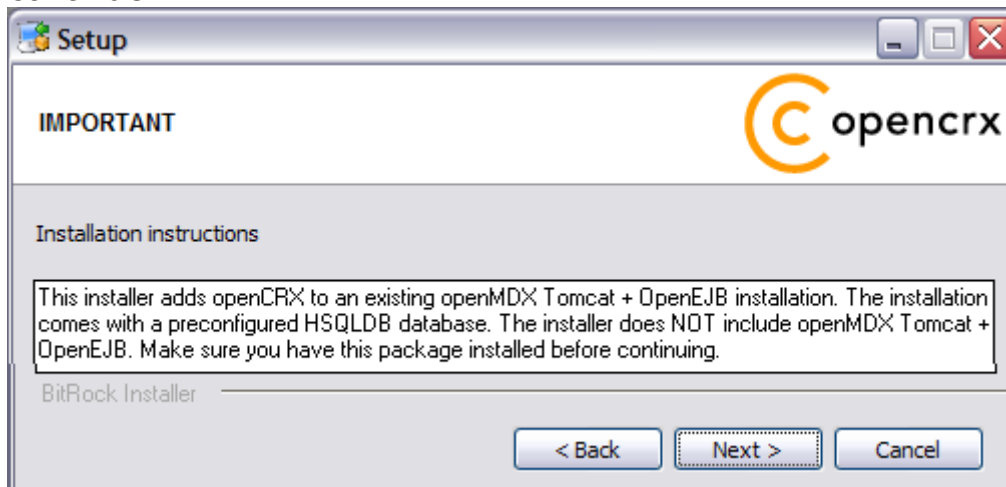 Setup
IMPORTANT
opencrx
Installation instructions
This installer adds openCRX to an existing openMDX Tomcat + OpenEJB installation. The installation
comes with a preconfigured HSQLDB database. The installer does NOT include openMDX Tomcat +
OpenEJB. Make sure you have this package installed before continuing.
BitRock Installer
< Back
Next >
Cancel